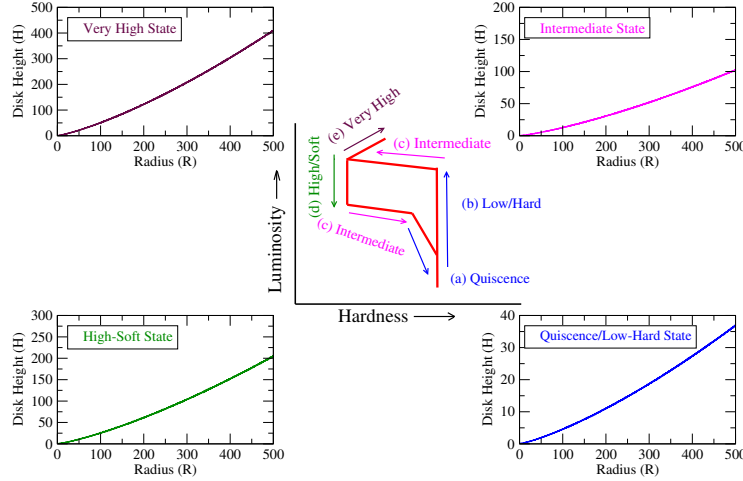 500
400
300
200
100
0
Disk Height (H)
Very High State
0 100 200 300 400 500
Radius (R)
200
150
100
50
0
Disk Height (H)
Intermediate State
0 100 200 300 400 500
Radius (R)
(e) Very High
(c) Intermediate
(d) High/Soft
(b) Low/Hard
(c) Intermediate
(a) Quiscence
Luminosity
Hardness
300
250
200
150
100
50
0
Disk Height (H)
High-Soft State
0 100 200 300 400 500
Radius (R)
40
30
20
10
0
Disk Height (H)
Quiscence/Low-Hard State
0 100 200 300 400 500
Radius (R)